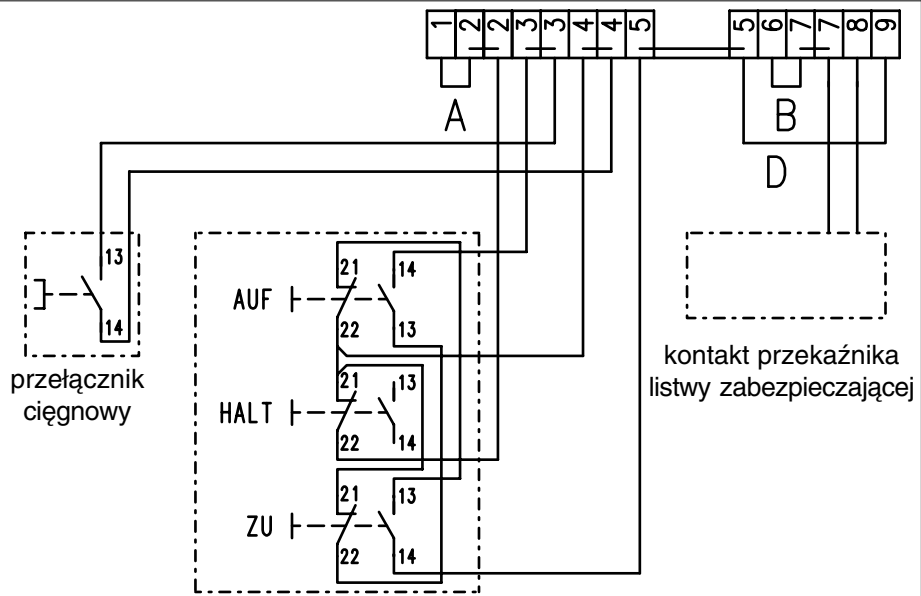 1 2 2 3 3 4 4 5 5 6 7 7 8 9
A
B
D
13
14
przełącznik
cięgnowy
21 14
AUF
22 13
21 13
HALT
22 14
21 13
ZU
22 14
kontakt przekaźnika
listwy zabezpieczającej